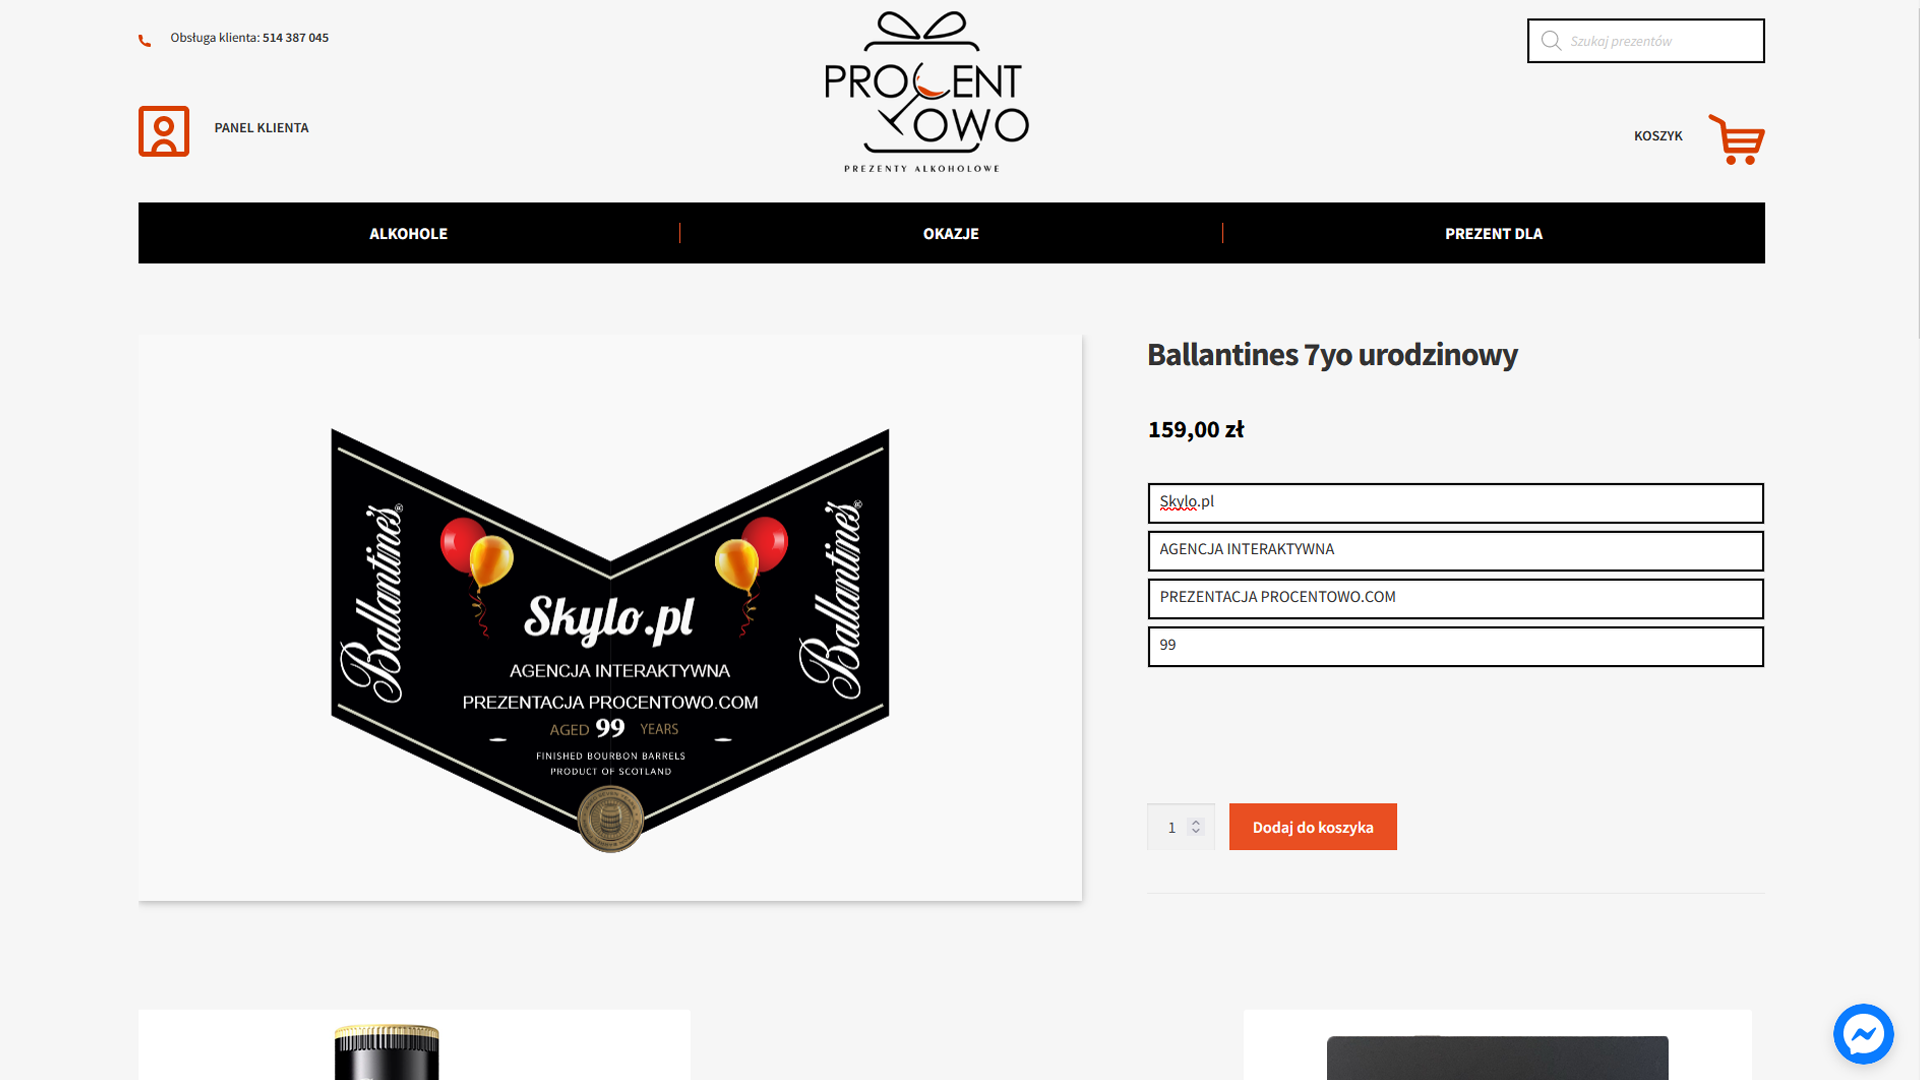 Obsługa klienta: 514 387 045
PROCENT
OWO
PREZENTY ALKOHOLOWE
Szukaj prezentów
PANEL KLIENTA
KOSZYK
ALKOHOLE
OKAZJE
PREZENT DLA
Ballantine's®
Ballantine's®
Skylo.pl
AGENCJA INTERAKTYWNA
PREZENTACJA PROCENTOWO.COM
AGED 99 YEARS
FINISHED BOURBON BARRELS
PRODUCT OF SCOTLAND
Ballantines 7yo urodzinowy
159,00 zł
Skylo.pl
AGENCJA INTERAKTYWNA
PREZENTACJA PROCENTOWO.COM
99
1
Dodaj do koszyka